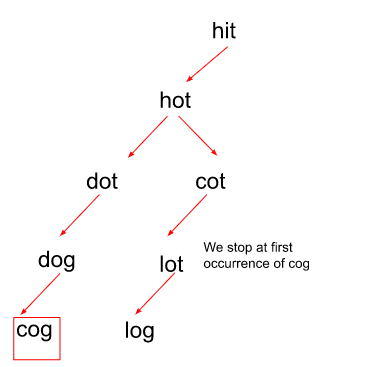 hit
hot
dot
cot
dog
lot
We stop at first
occurrence of cog
cog
log